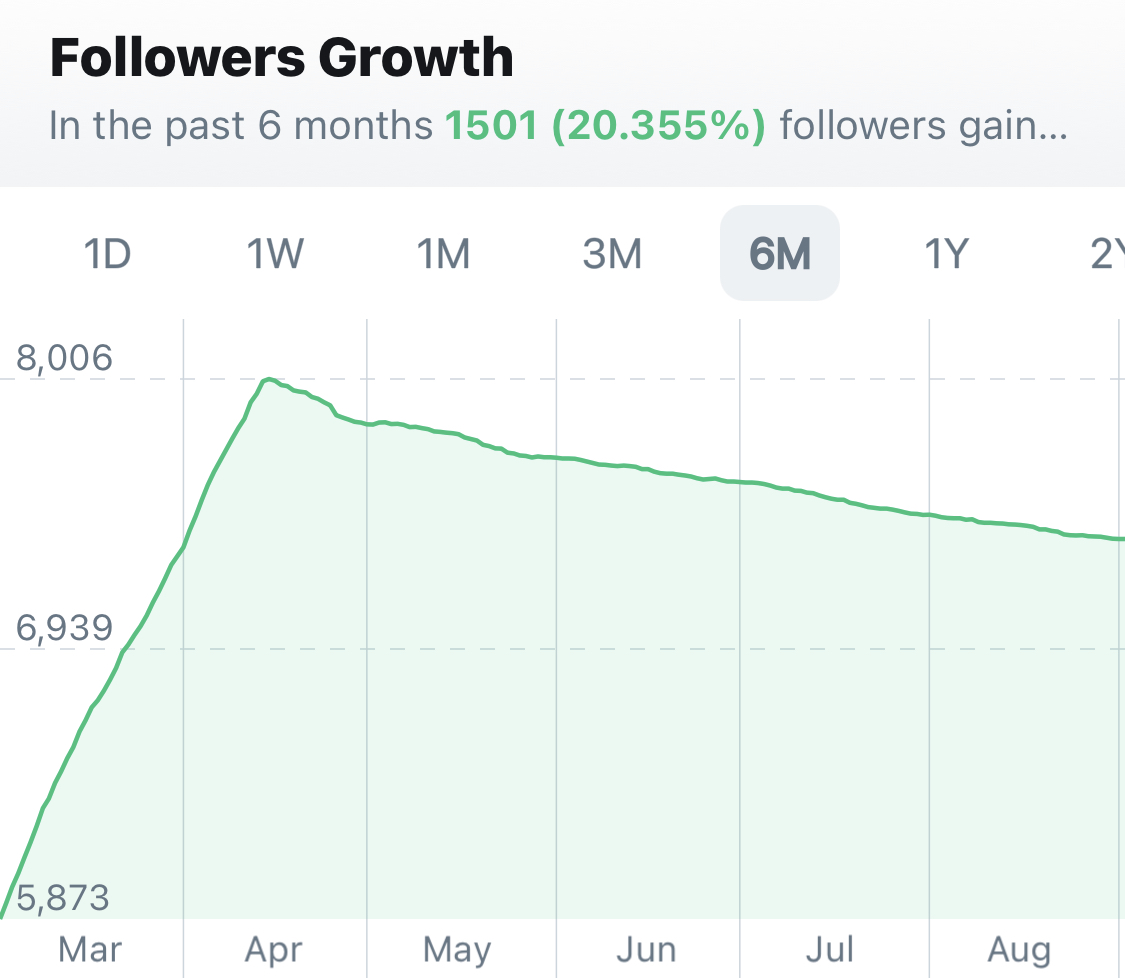 Followers Growth
In the past 6 months 1501 (20.355%) followers gain...
1D 1W 1M 3M 6M 1Y 2Y
8,006
6,939
5,873
Mar Apr May Jun Jul Aug